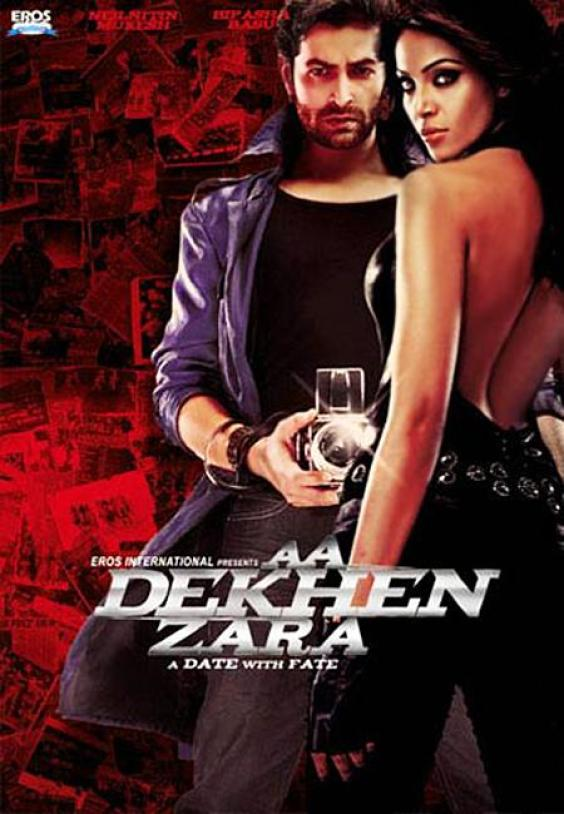 EROS
NEIL NITIN
MUKESH
BIPASHA
BASU
EROS INTERNATIONAL PRESENTS
AA
DEKHEN
ZARA
A DATE WITH FATE